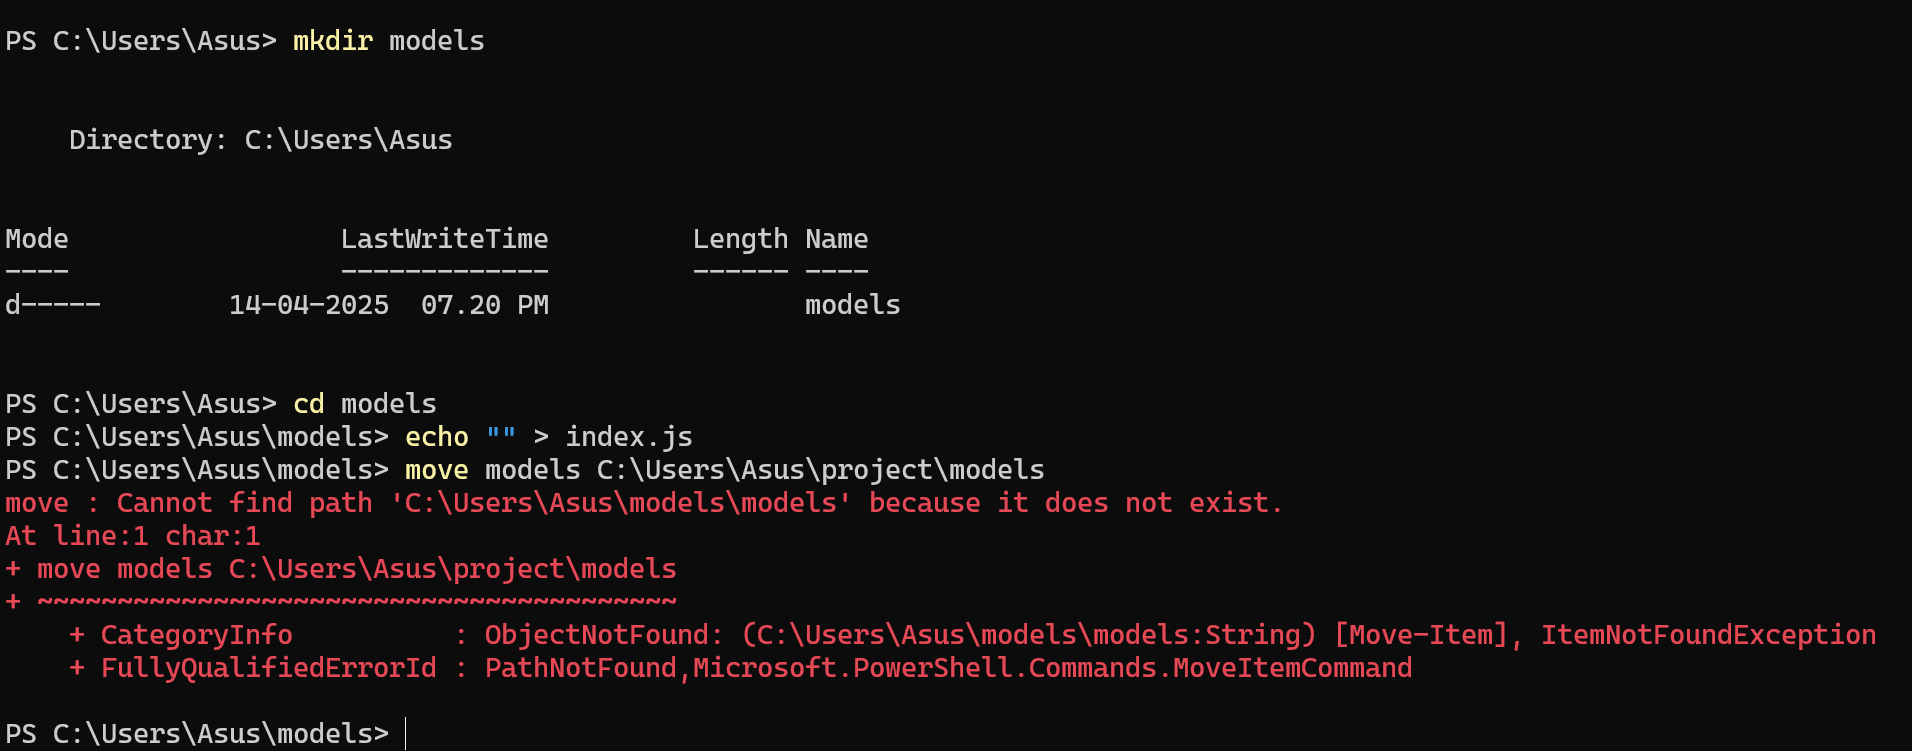 PS C:\Users\Asus> mkdir models
    Directory: C:\Users\Asus
Mode                 LastWriteTime         Length Name
----                 -------------         ------ ----
d-----        14-04-2025  07.20 PM                models
PS C:\Users\Asus> cd models
PS C:\Users\Asus\models> echo "" > index.js
PS C:\Users\Asus\models> move models C:\Users\Asus\project\models
move : Cannot find path 'C:\Users\Asus\models\models' because it does not exist.
At line:1 char:1
+ move models C:\Users\Asus\project\models
+ ~~~~~~~~~~~~~~~~~~~~~~~~~~~~~~~~~~~~~~~~
    + CategoryInfo          : ObjectNotFound: (C:\Users\Asus\models\models:String) [Move-Item], ItemNotFoundException
    + FullyQualifiedErrorId : PathNotFound,Microsoft.PowerShell.Commands.MoveItemCommand
PS C:\Users\Asus\models>